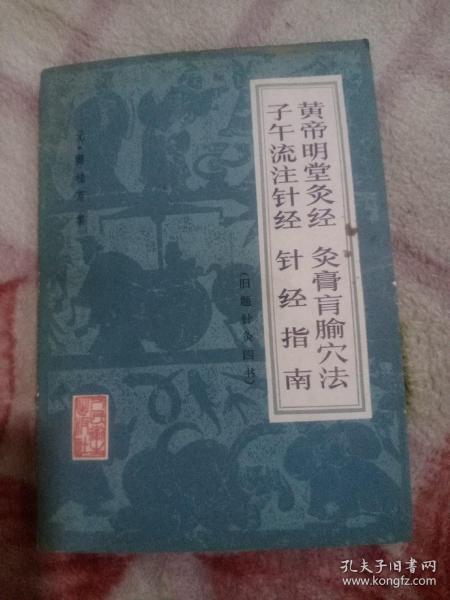 黄帝明堂灸经 灸膏肓腧穴法
子午流注针经 针经指南
(旧题针灸四书)
孔夫子旧书网
www.kongfz.com